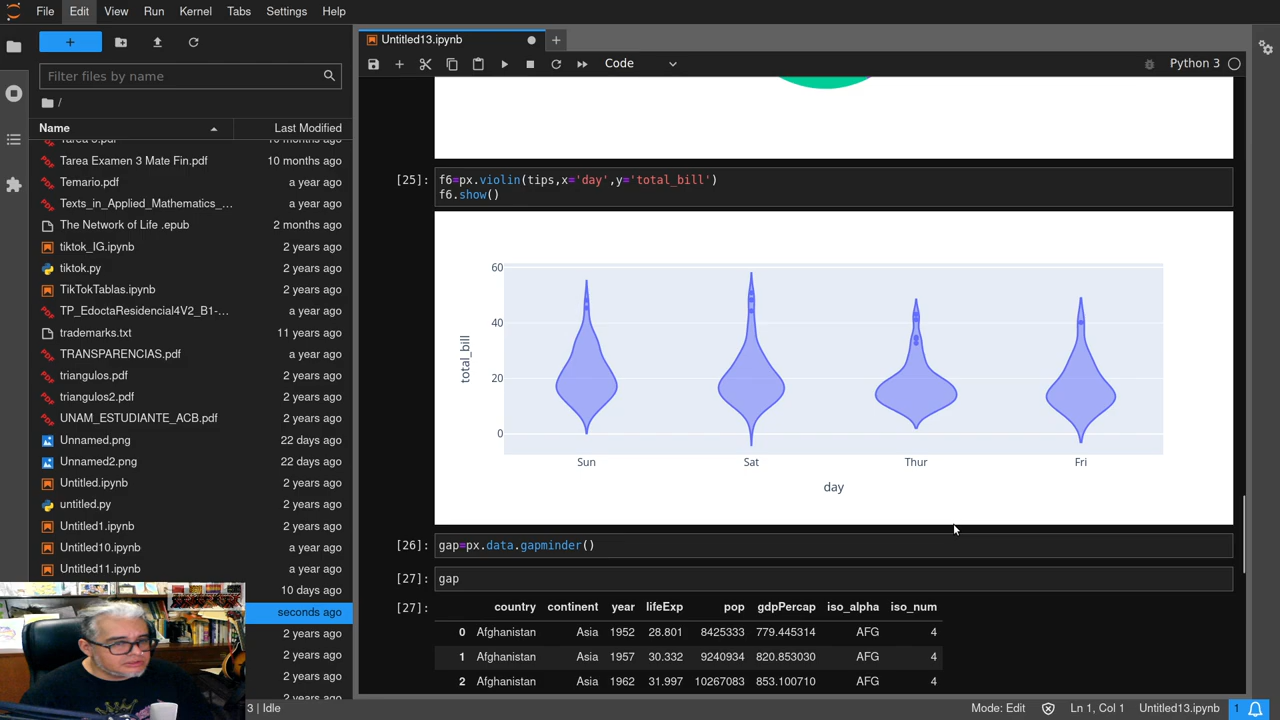 File Edit View Run Kernel Tabs Settings Help
Filter files by name
/
Name Last Modified
Tarea Examen 3 Mate Fin.pdf 10 months ago
Temario.pdf a year ago
Texts_in_Applied_Mathematics_... a year ago
The Network of Life .epub 2 months ago
tiktok_IG.ipynb 2 years ago
tiktok.py 2 years ago
TikTokTablas.ipynb 2 years ago
TP_EdoctaResidencial4V2_B1-... a year ago
trademarks.txt 11 years ago
TRANSPARENCIAS.pdf a year ago
triangulos.pdf 2 years ago
triangulos2.pdf 2 years ago
UNAM_ESTUDIANTE_ACB.pdf 2 years ago
Unnamed.png 22 days ago
Unnamed2.png 22 days ago
Untitled.ipynb 2 years ago
untitled.py 2 years ago
Untitled1.ipynb 2 years ago
Untitled10.ipynb a year ago
Untitled11.ipynb a year ago
10 days ago
seconds ago
2 years ago
2 years ago
2 years ago
2 years ago
Untitled13.ipynb
Code Python 3
[25]: f6=px.violin(tips,x='day',y='total_bill')
f6.show()
60
40
20
0
total_bill
Sun Sat Thur Fri
day
[26]: gap=px.data.gapminder()
[27]: gap
[27]: country continent year lifeExp pop gdpPercap iso_alpha iso_num
0 Afghanistan Asia 1952 28.801 8425333 779.445314 AFG 4
1 Afghanistan Asia 1957 30.332 9240934 820.853030 AFG 4
2 Afghanistan Asia 1962 31.997 10267083 853.100710 AFG 4
3 | Idle Mode: Edit Ln 1, Col 1 Untitled13.ipynb 1